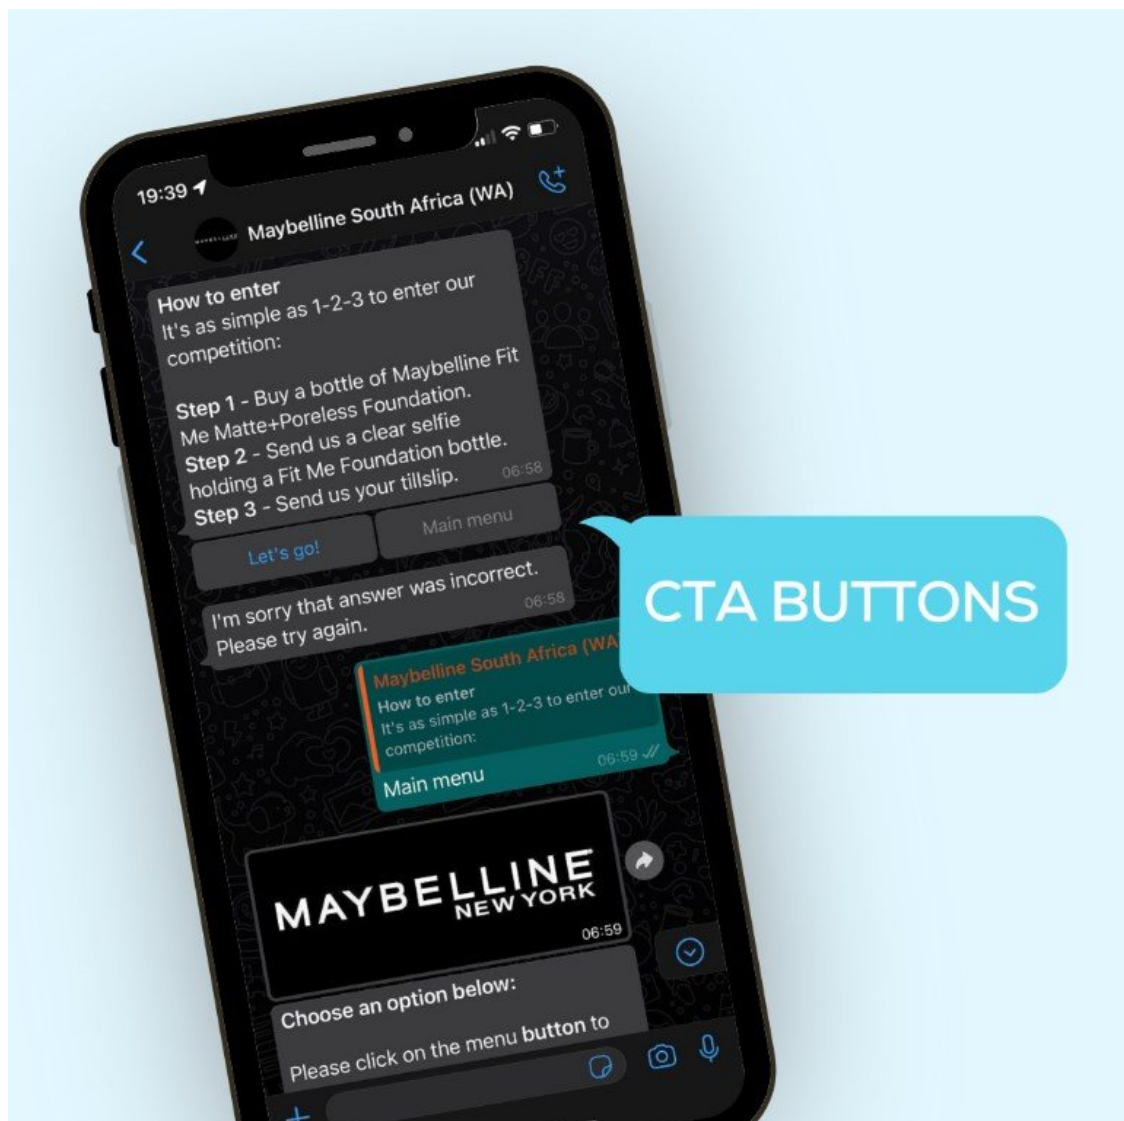 19:39
Maybelline South Africa (WA)
How to enter
It's as simple as 1-2-3 to enter our
competition:
Step 1 - Buy a bottle of Maybelline Fit
Me Matte+Poreless Foundation.
Step 2 - Send us a clear selfie
holding a Fit Me Foundation bottle.
Step 3 - Send us your tillslip.
06:58
Let's go!
Main menu
I'm sorry that answer was incorrect.
Please try again.
06:58
CTA BUTTONS
Maybelline South Africa (WA
How to enter
It's as simple as 1-2-3 to enter our
competition:
Main menu
06:59
MAYBELLINE
NEW YORK
06:59
Choose an option below:
Please click on the menu button to